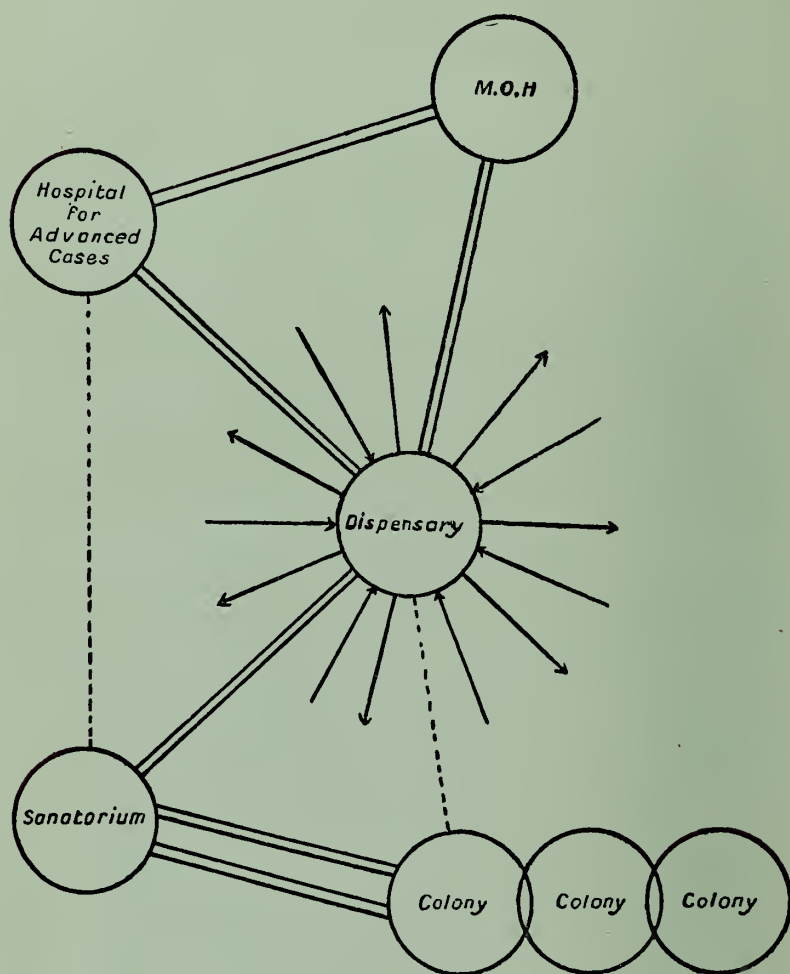 M.O.H
Hospital
for
Advanced
Cases
Dispensary
Sanatorium
Colony
Colony
Colony